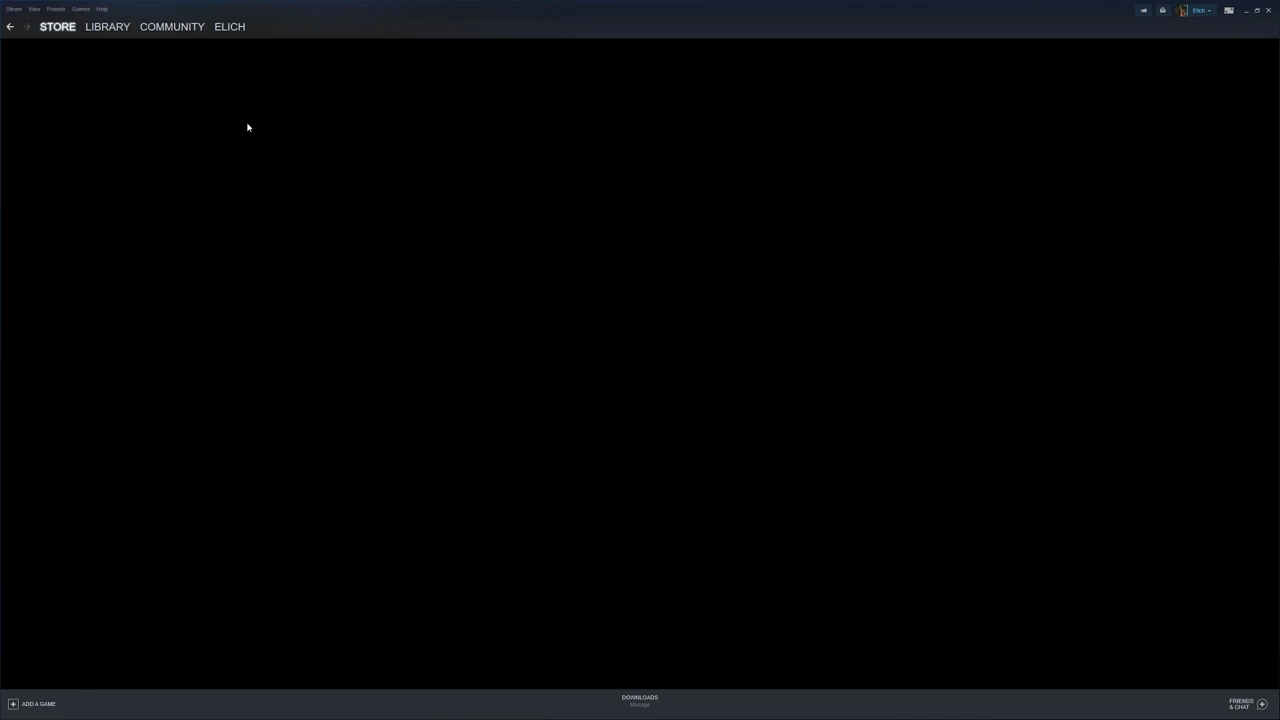 Steam View Friends Games Help
Elich
STORE LIBRARY COMMUNITY ELICH
ADD A GAME
DOWNLOADS
Manage
FRIENDS
& CHAT